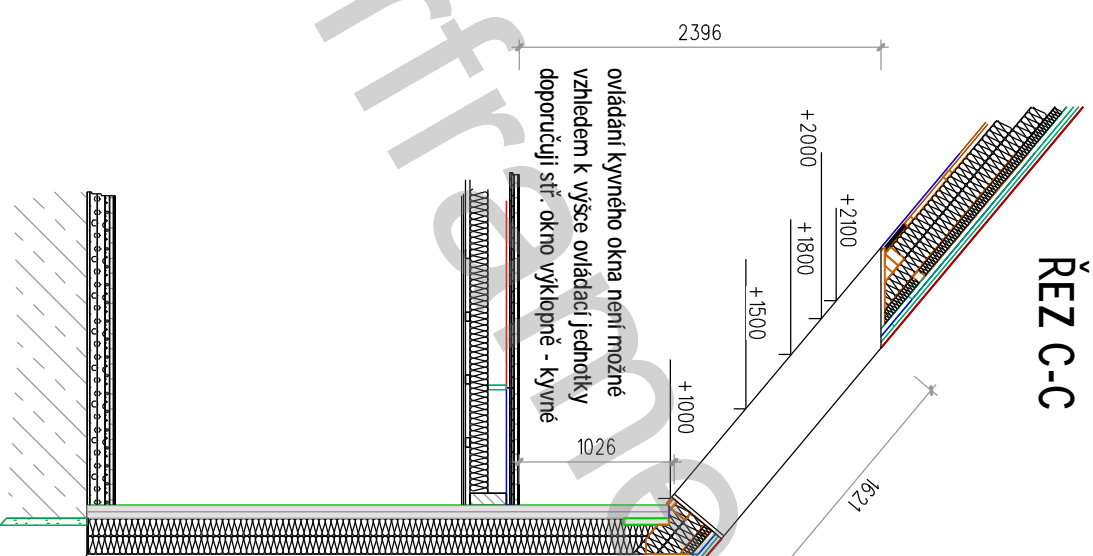 ŘEZ C-C
2396
ovládání kyvného okna není možné
vzhledem k výšce ovládací jednotky
doporučuji stř. okno výklopně - kyvné
+2100
+2000
+1800
+1500
+1000
1026
1621
rframe